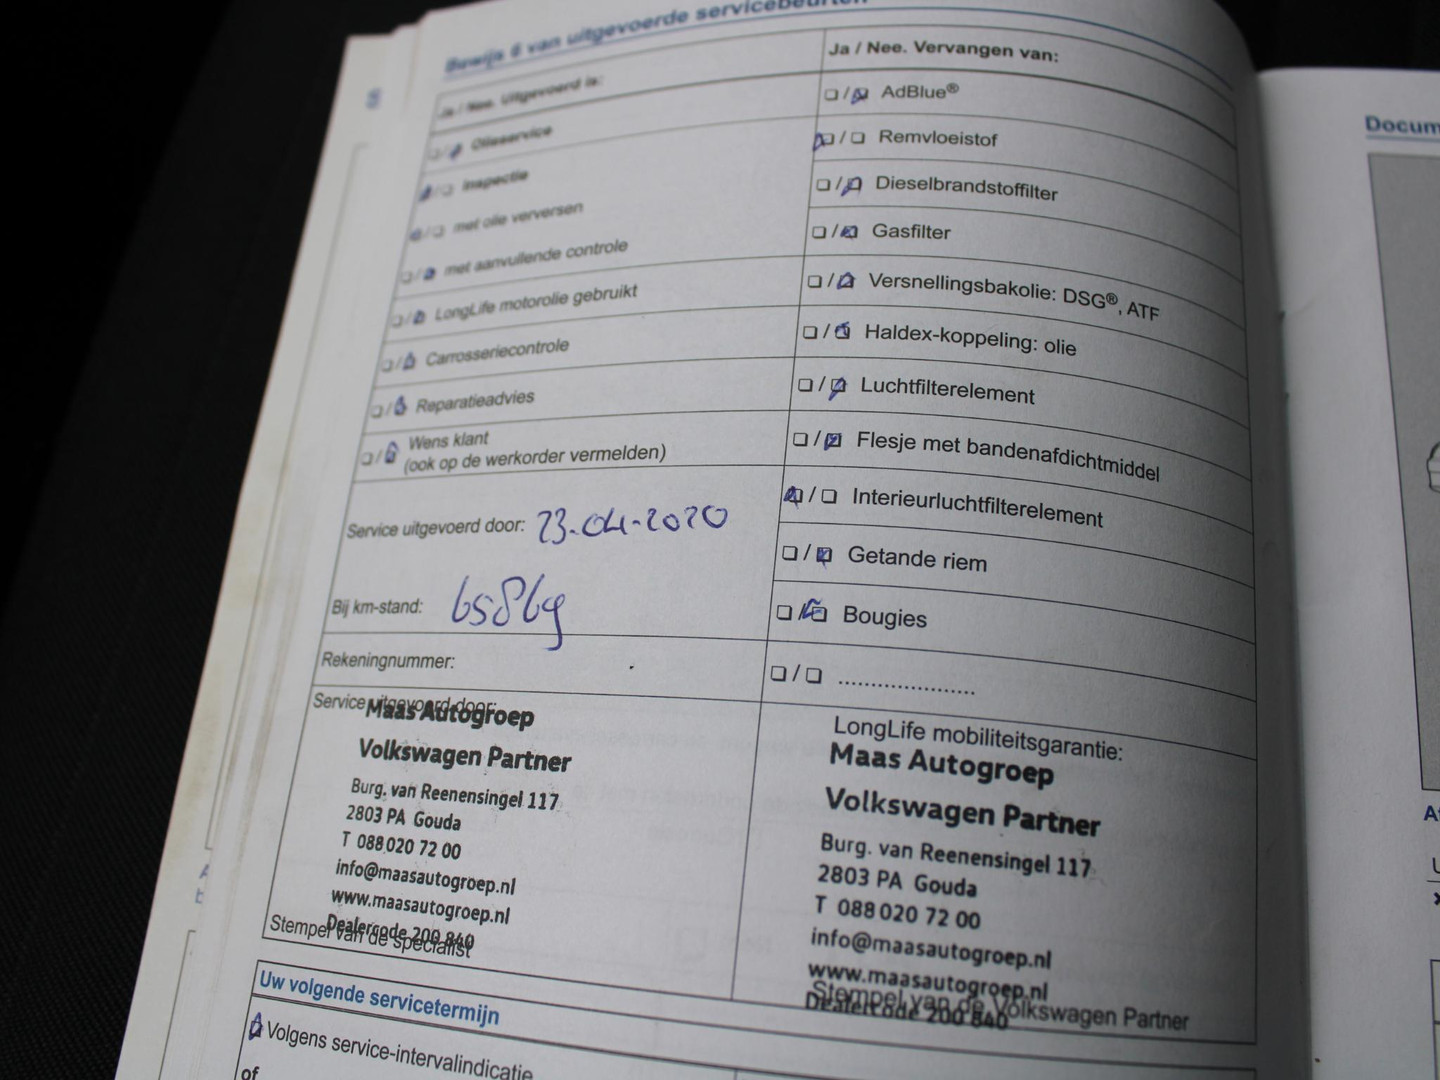 Bewijs 6 van uitgevoerde servicebeurten
Ja / Nee. Uitgevoerd is:
Olieservice
Inspectie
met olie verversen
met aanvullende controle
LongLife motorolie gebruikt
Carrosseriecontrole
Reparatieadvies
Wens klant
(ook op de werkorder vermelden)
Service uitgevoerd door: 23-04-2020
Bij km-stand: 65869
Rekeningnummer:
Service uitgevoerd door:
Maas Autogroep
Volkswagen Partner
Burg. van Reenensingel 117
2803 PA Gouda
T 088 020 72 00
info@maasautogroep.nl
www.maasautogroep.nl
Dealercode 200 840
Stempel van de specialist
Ja / Nee. Vervangen van:
AdBlue®
Remvloeistof
Dieselbrandstoffilter
Gasfilter
Versnellingsbakolie: DSG®, ATF
Haldex-koppeling: olie
Luchtfilterelement
Flesje met bandenafdichtmiddel
Interieurluchtfilterelement
Getande riem
Bougies
.....................
LongLife mobiliteitsgarantie:
Maas Autogroep
Volkswagen Partner
Burg. van Reenensingel 117
2803 PA Gouda
T 088 020 72 00
info@maasautogroep.nl
www.maasautogroep.nl
Dealercode 200 840
Stempel van de Volkswagen Partner
Uw volgende servicetermijn
Volgens service-intervalindicatie
of
Docum